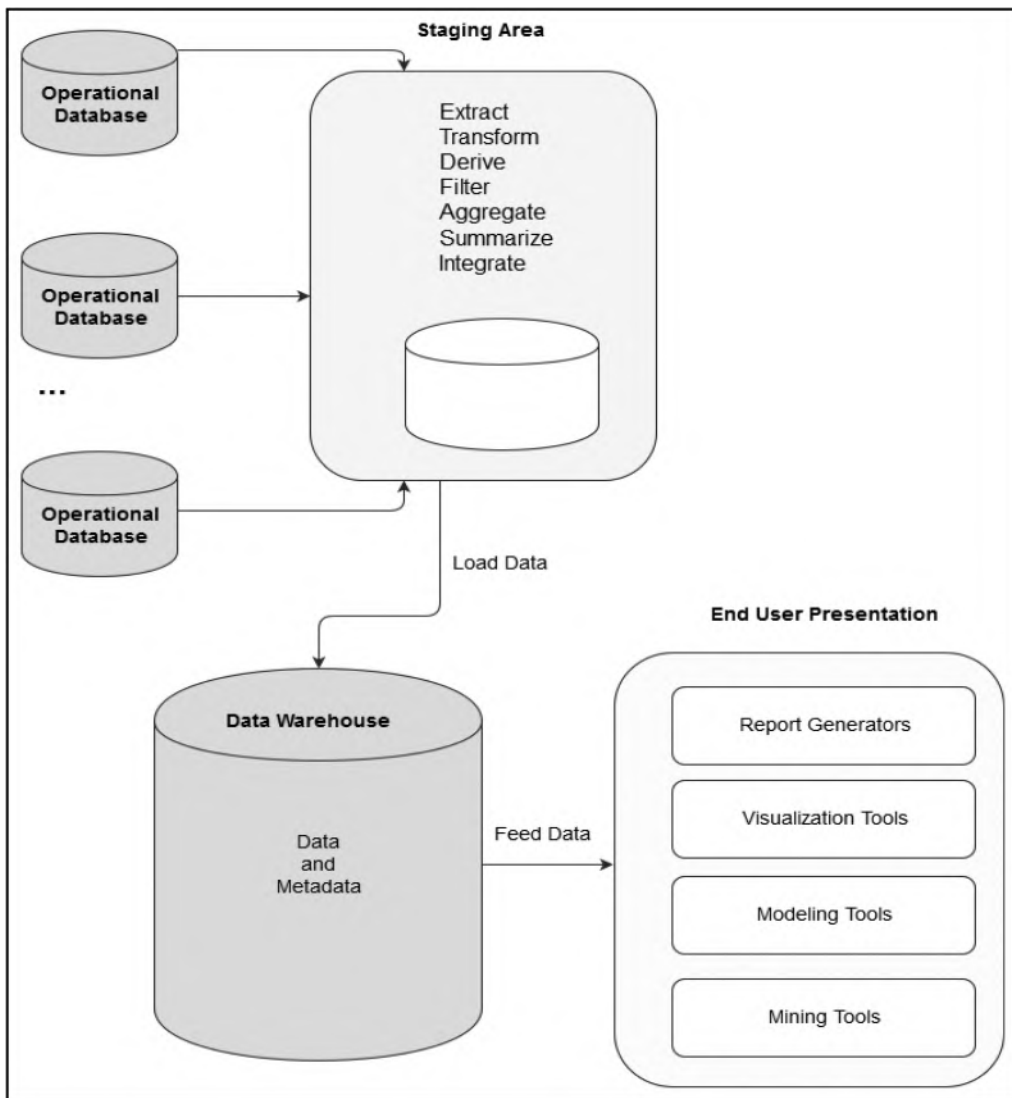 Staging Area
Operational
Database
Extract
Transform
Derive
Filter
Aggregate
Summarize
Integrate
Operational
Database
...
Operational
Database
Load Data
End User Presentation
Data Warehouse
Data
and
Metadata
Feed Data
Report Generators
Visualization Tools
Modeling Tools
Mining Tools